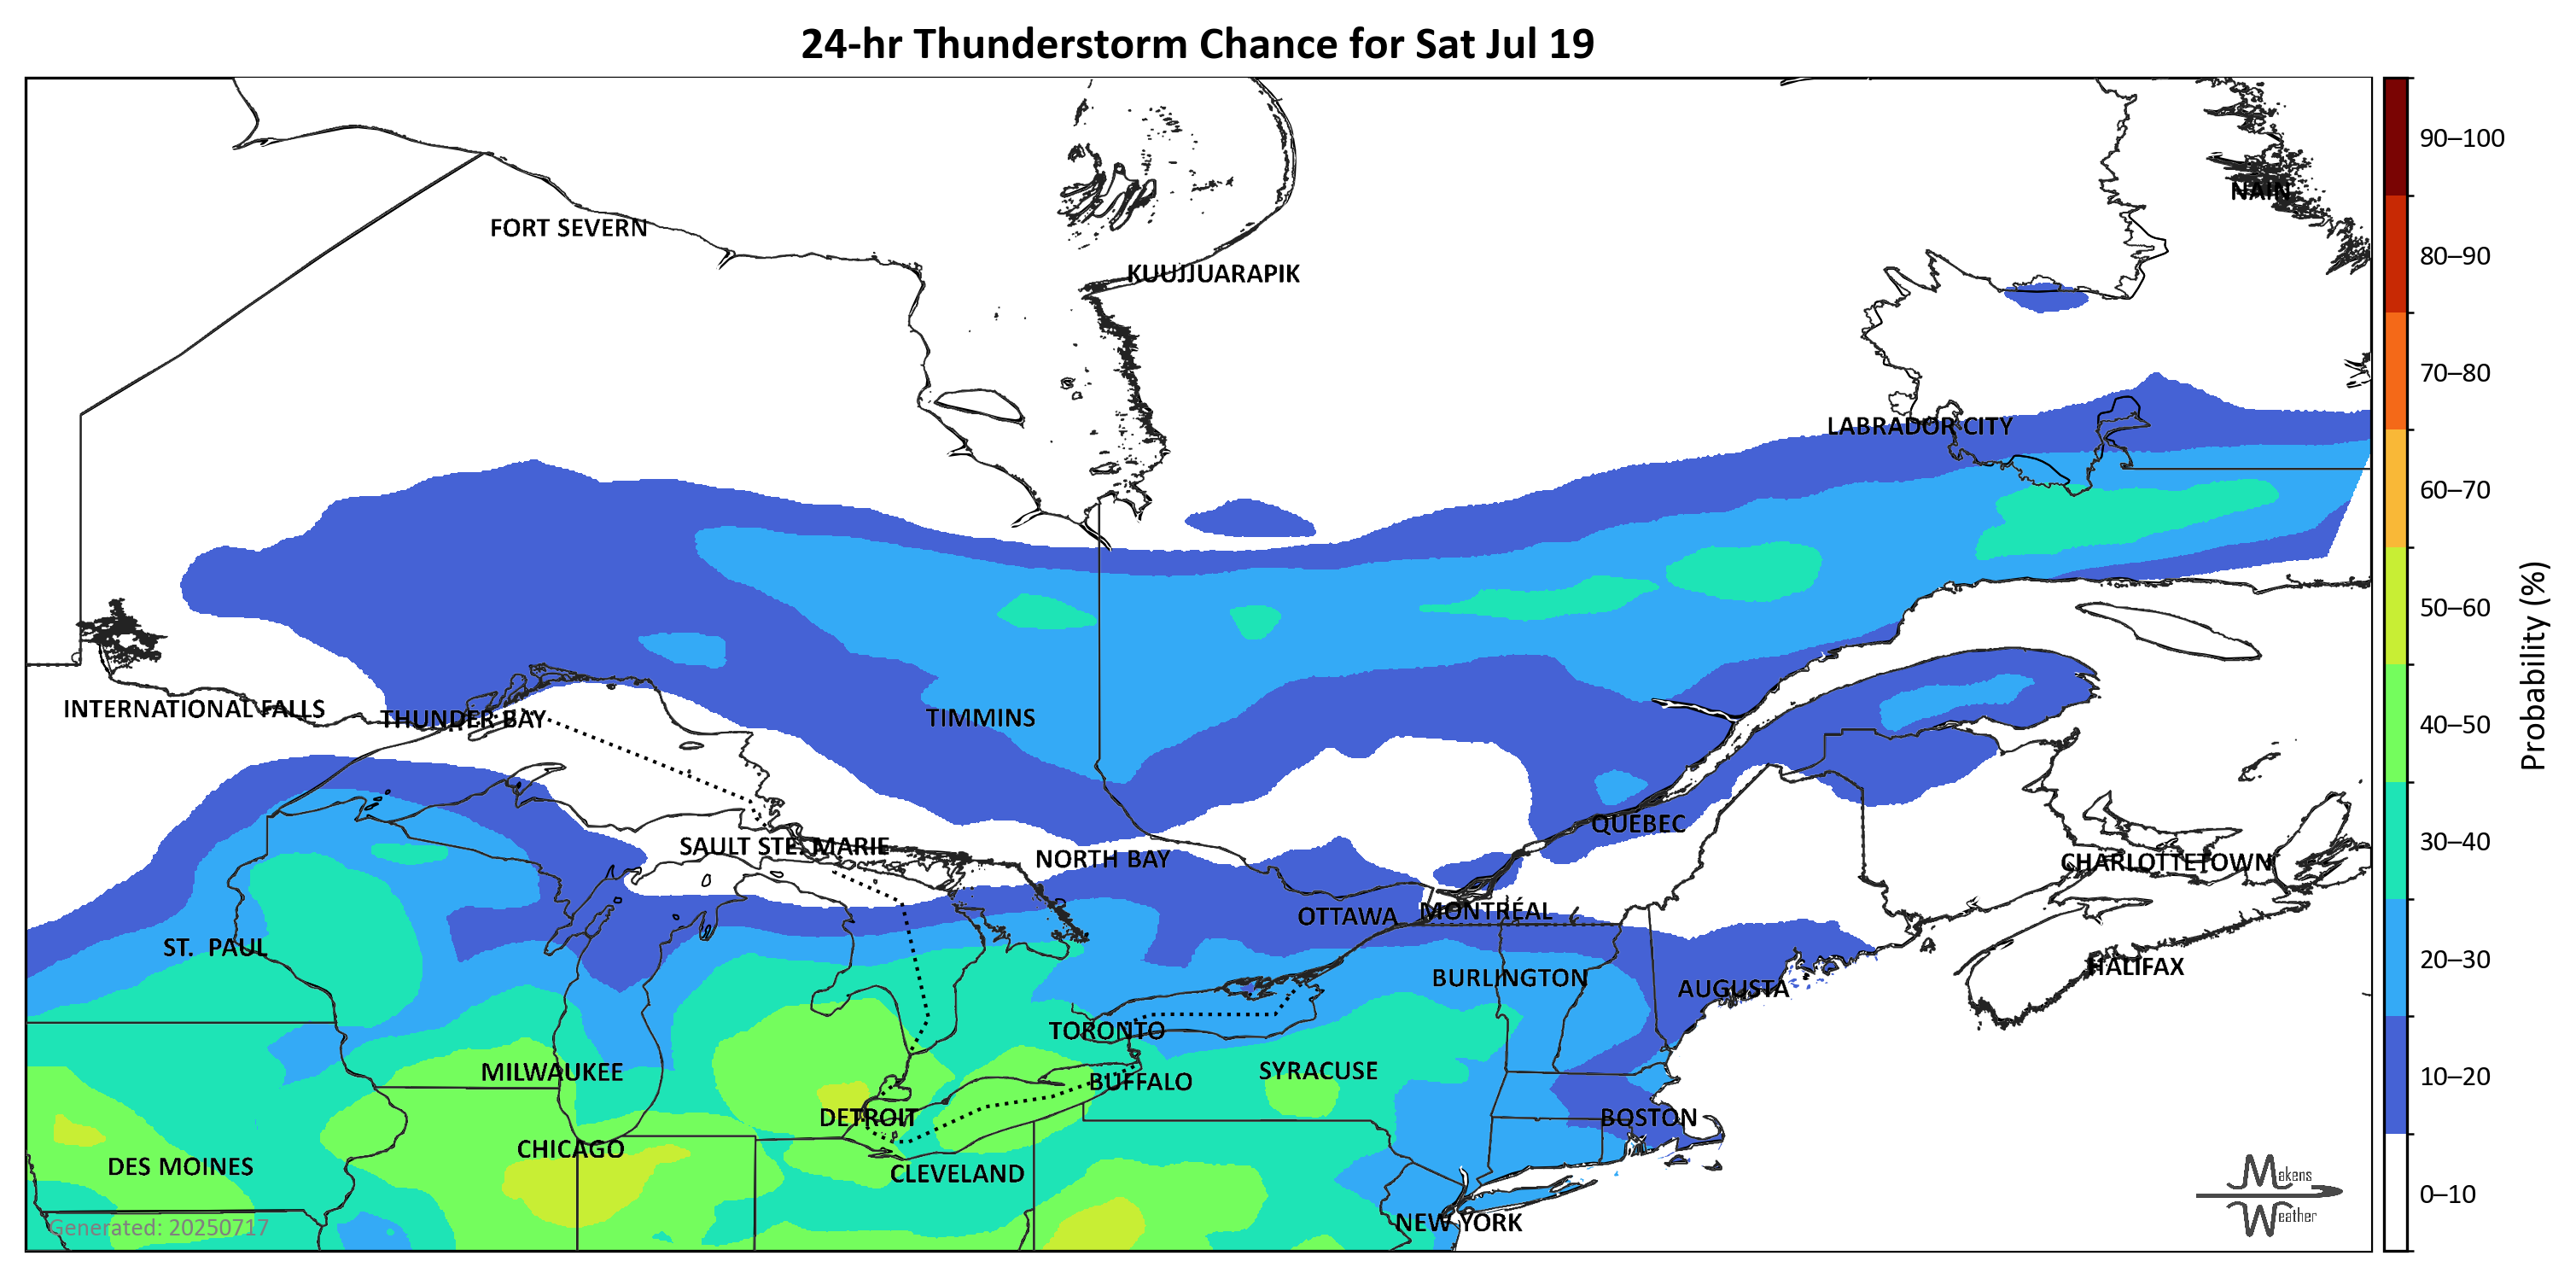 24-hr Thunderstorm Chance for Sat Jul 19
90–100
NAIN
FORT SEVERN
80–90
KUUJJUARAPIK
70–80
LABRADOR CITY
60–70
50–60
Probability (%)
INTERNATIONAL FALLS
THUNDER BAY
TIMMINS
40–50
QUEBEC
SAULT STE. MARIE
NORTH BAY
30–40
CHARLOTTETOWN
OTTAWA
MONTRÉAL
ST. PAUL
20–30
HALIFAX
BURLINGTON
AUGUSTA
TORONTO
MILWAUKEE
SYRACUSE
BUFFALO
10–20
DETROIT
BOSTON
CHICAGO
DES MOINES
CLEVELAND
Makens
Weather
0–10
NEW YORK
Generated: 20250717